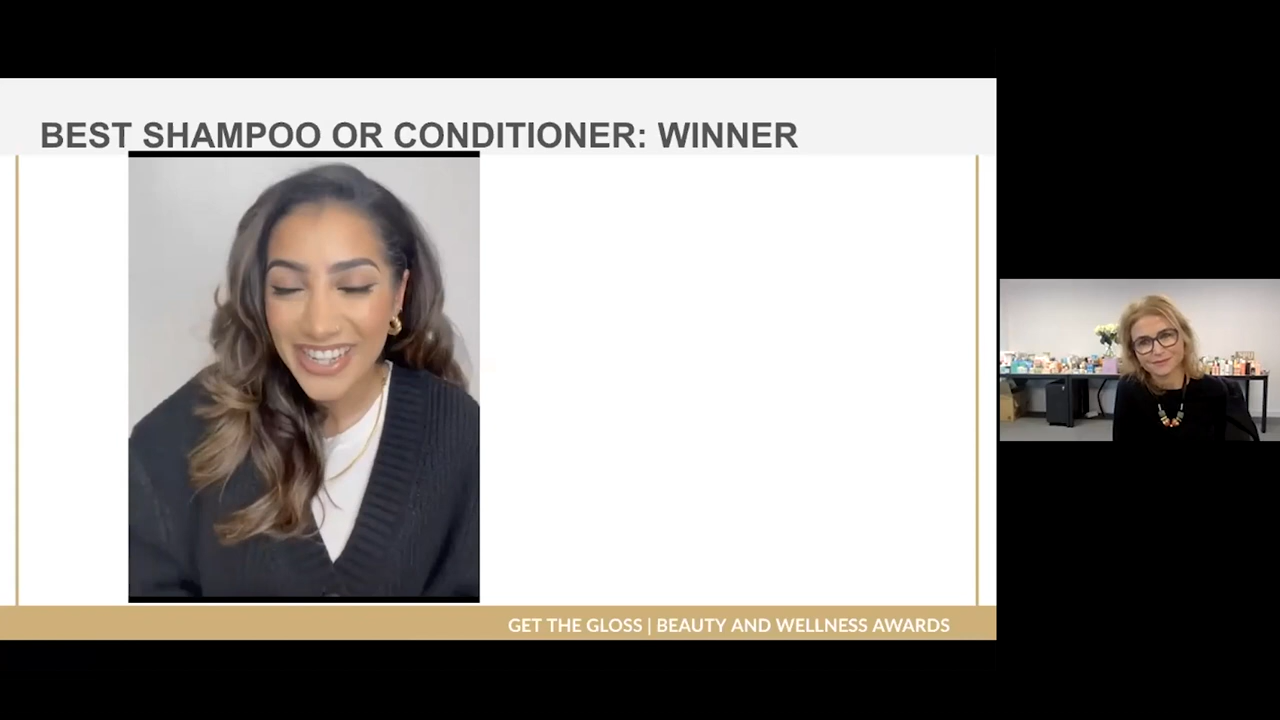 BEST SHAMPOO OR CONDITIONER: WINNER
GET THE GLOSS | BEAUTY AND WELLNESS AWARDS